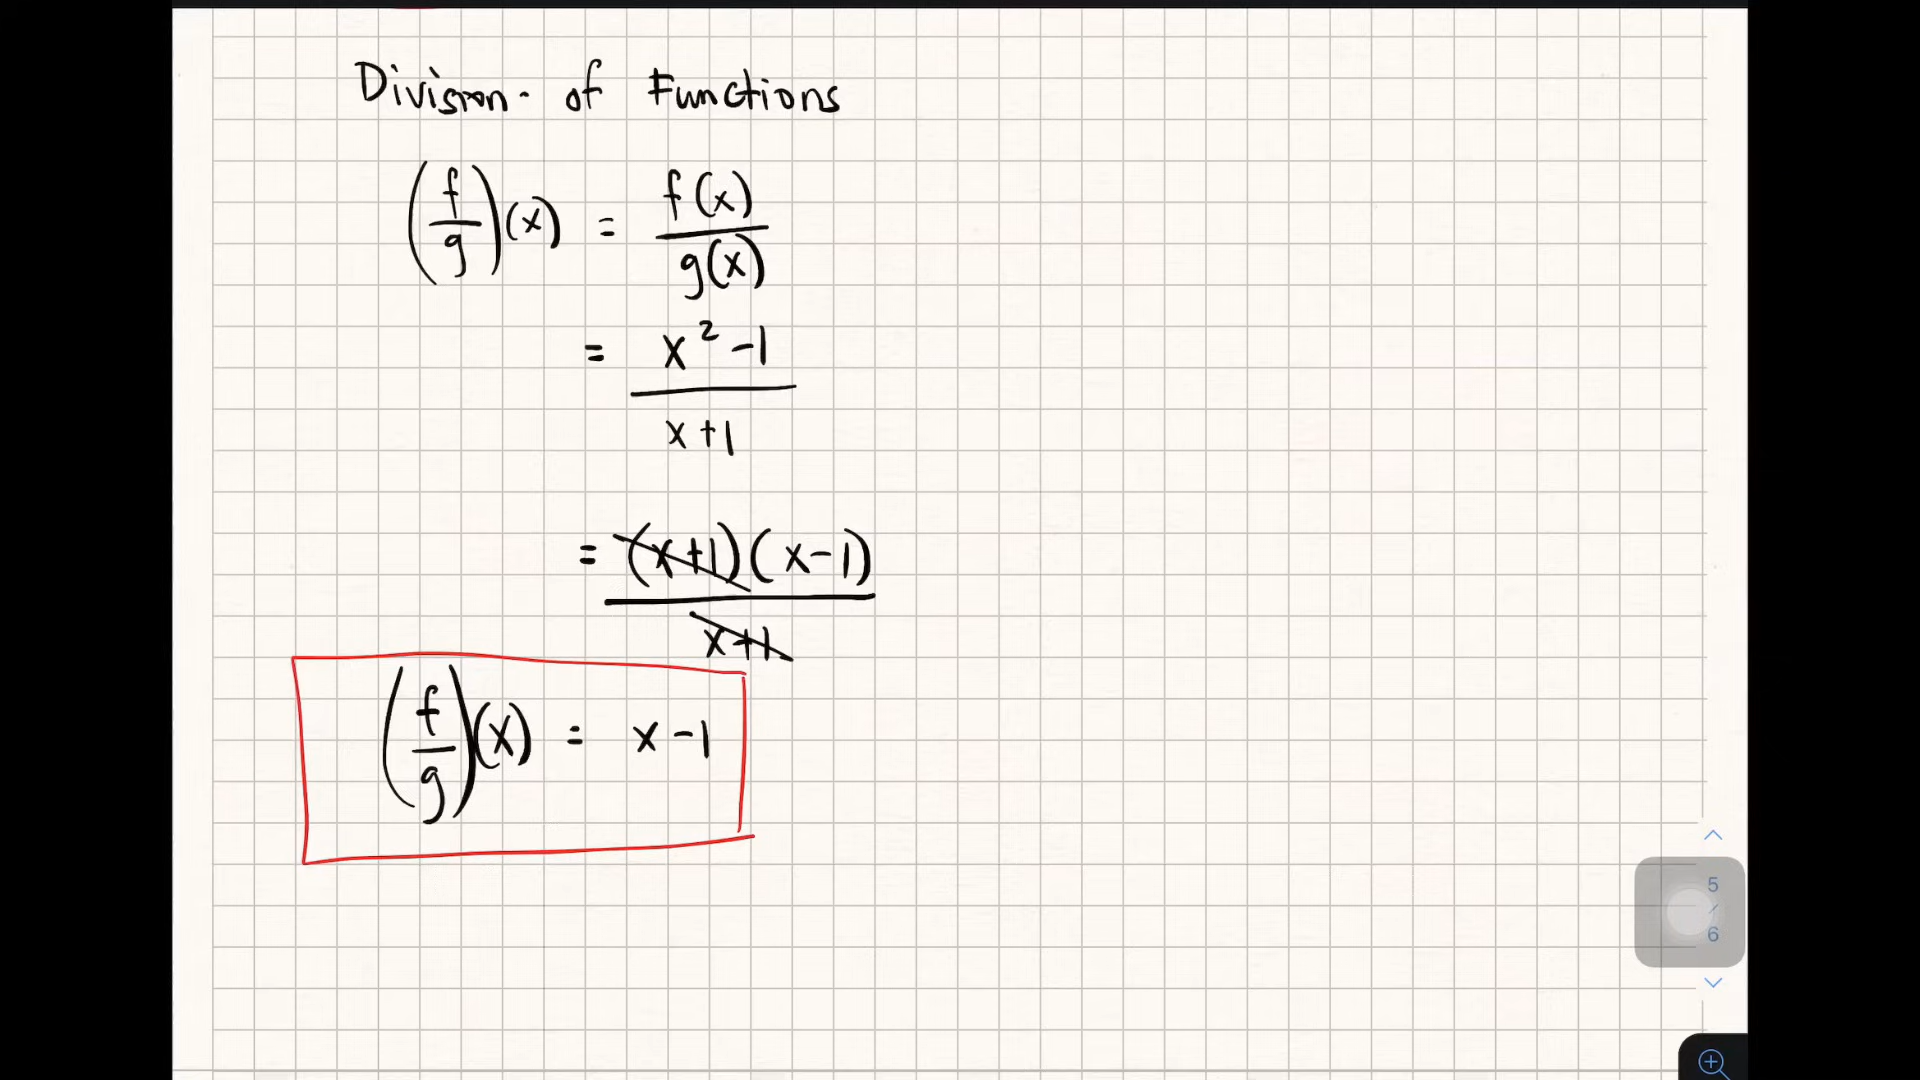 Division of Functions
(f/g)(x) = f(x)/g(x)
= x² - 1 / x + 1
= (x+1)(x-1) / x+1
(f/g)(x) = x - 1
5
/
6